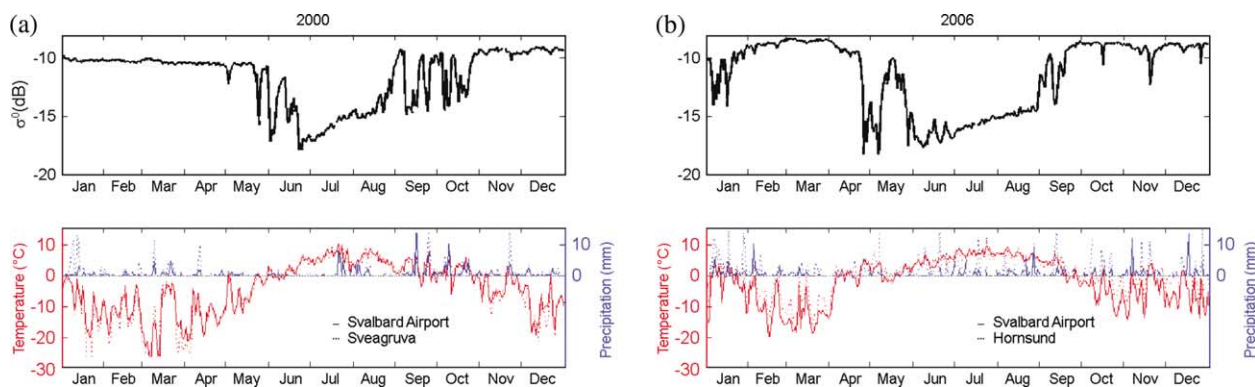 (a)
2000
σ⁰(dB)
-10
-15
-20
Jan Feb Mar Apr May Jun Jul Aug Sep Oct Nov Dec
Temperature (°C)
10
0
-10
-20
-30
Precipitation (mm)
10
0
– Svalbard Airport
·· Sveagruva
Jan Feb Mar Apr May Jun Jul Aug Sep Oct Nov Dec
(b)
2006
-10
-15
-20
Jan Feb Mar Apr May Jun Jul Aug Sep Oct Nov Dec
Temperature (°C)
10
0
-10
-20
-30
Precipitation (mm)
10
0
– Svalbard Airport
·· Hornsund
Jan Feb Mar Apr May Jun Jul Aug Sep Oct Nov Dec